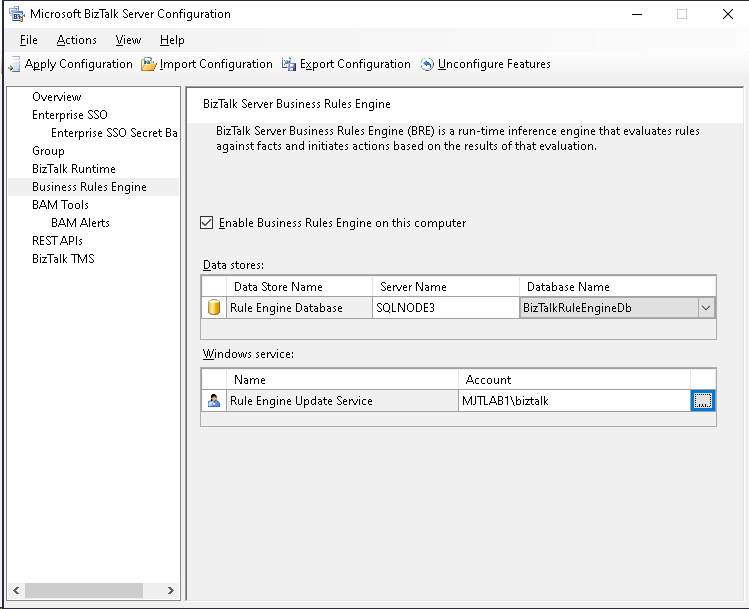 Microsoft BizTalk Server Configuration
File Actions View Help
Apply Configuration Import Configuration Export Configuration Unconfigure Features
Overview
Enterprise SSO
Enterprise SSO Secret Ba
Group
BizTalk Runtime
Business Rules Engine
BAM Tools
BAM Alerts
REST APIs
BizTalk TMS
BizTalk Server Business Rules Engine
BizTalk Server Business Rules Engine (BRE) is a run-time inference engine that evaluates rules
against facts and initiates actions based on the results of that evaluation.
Enable Business Rules Engine on this computer
Data stores:
Data Store Name Server Name Database Name
Rule Engine Database SQLNODE3 BizTalkRuleEngineDb
Windows service:
Name Account
Rule Engine Update Service MJTLAB1\biztalk ...